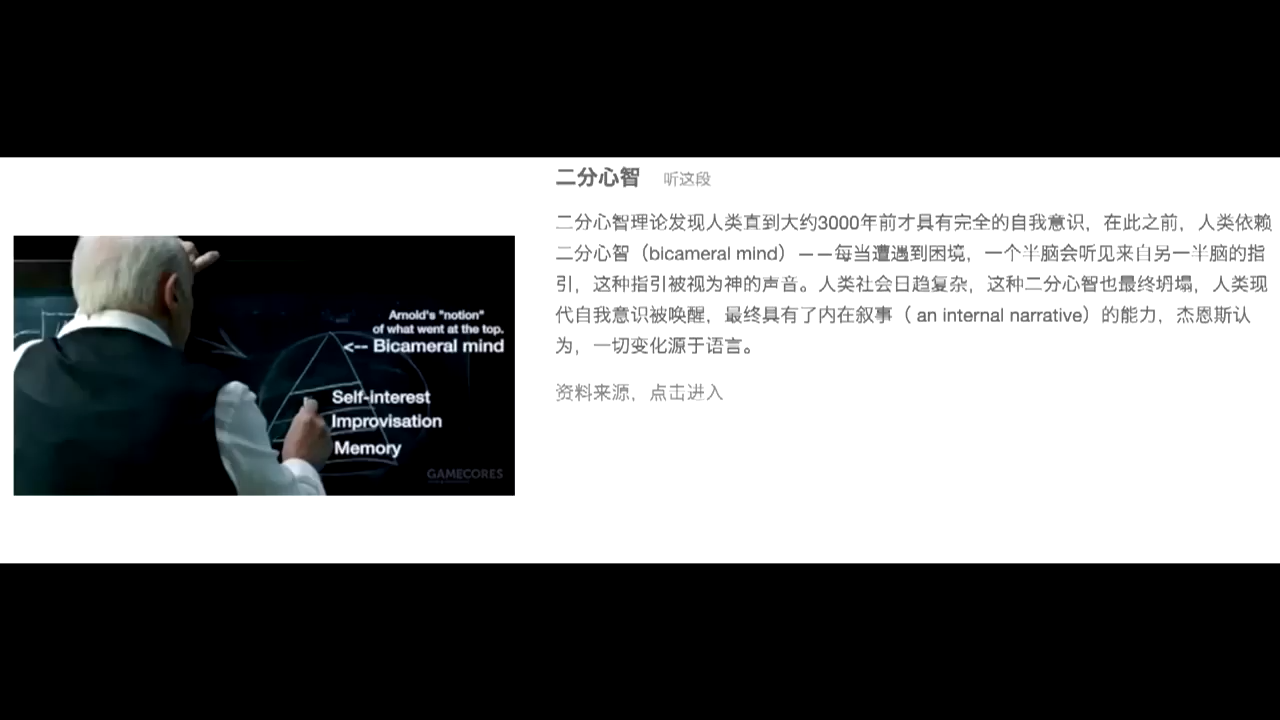 二分心智 听这段
二分心智理论发现人类直到大约3000年前才具有完全的自我意识，在此之前，人类依赖
二分心智（bicameral mind）——每当遭遇到困境，一个半脑会听见来自另一半脑的指
引，这种指引被视为神的声音。人类社会日趋复杂，这种二分心智也最终坍塌，人类现
代自我意识被唤醒，最终具有了内在叙事（ an internal narrative）的能力，杰恩斯认
为，一切变化源于语言。
资料来源，点击进入
Arnold's "notion"
of what went at the top.
<-- Bicameral mind
Self-interest
Improvisation
Memory
GAMECORES